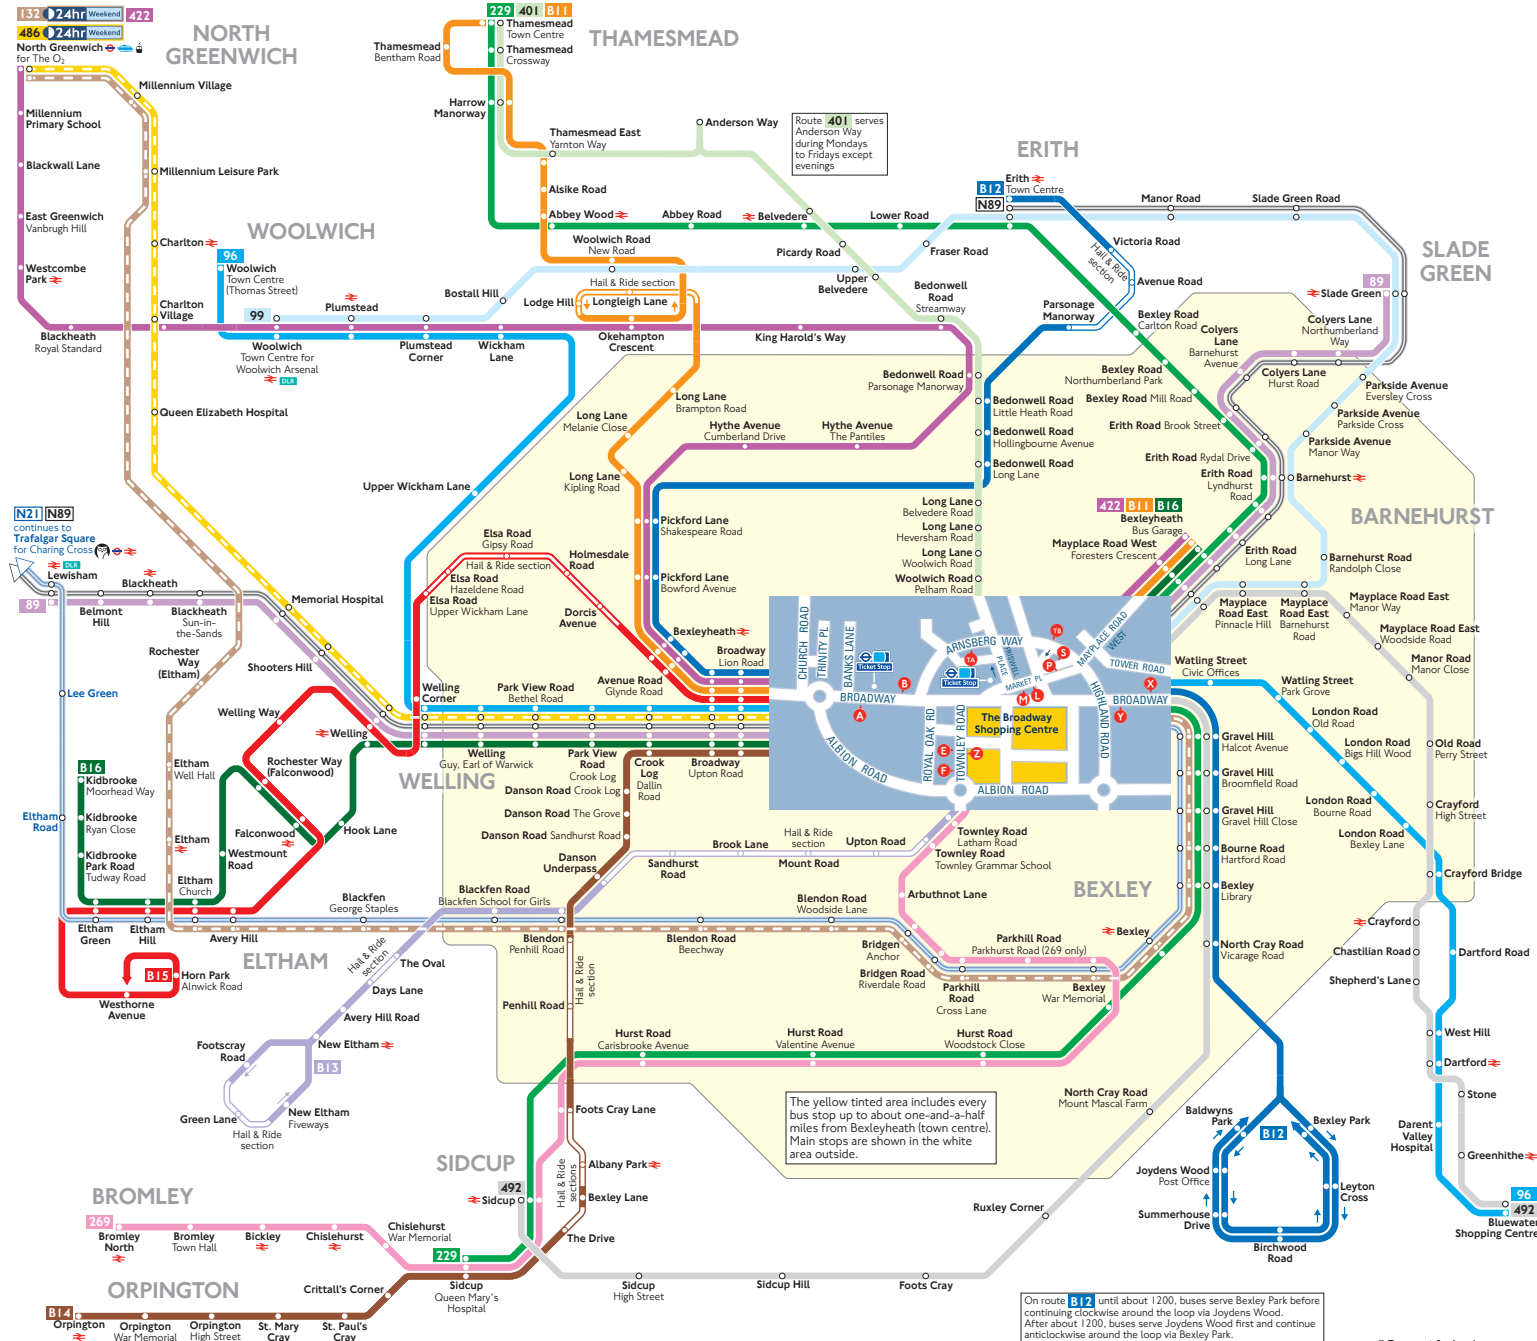 132 24hr Weekend 422
486 24hr Weekend
North Greenwich
for The O2
NORTH
GREENWICH
Millennium Village
Millennium
Primary School
Blackwall Lane
Millennium Leisure Park
East Greenwich
Vanbrugh Hill
Charlton
Westcombe
Park
Charlton
Village
Blackheath
Royal Standard
Queen Elizabeth Hospital
WOOLWICH
96
Woolwich
Town Centre
(Thomas Street)
99
Plumstead
Bostall Hill
Woolwich
Town Centre for
Woolwich Arsenal
DLR
Plumstead
Corner
Wickham
Lane
Upper Wickham Lane
229 401 B11
Thamesmead
Town Centre
Thamesmead
Crossway
THAMESMEAD
Thamesmead
Bentham Road
Harrow
Manorway
Thamesmead East
Yarnton Way
Anderson Way
Route 401 serves
Anderson Way
during Mondays
to Fridays except
evenings
Alsike Road
Abbey Wood
Abbey Road
Belvedere
Lower Road
Woolwich Road
New Road
Picardy Road
Fraser Road
Upper
Belvedere
Hail & Ride section
Lodge Hill
Longleigh Lane
Okehampton
Crescent
King Harold's Way
Bedonwell
Road
Streamway
ERITH
Erith
Town Centre
B12
N89
Manor Road
Slade Green Road
Victoria Road
Hail & Ride
section
Avenue Road
Parsonage
Manorway
SLADE
GREEN
89
Slade Green
Bexley Road
Carlton Road
Colyers
Lane
Barnehurst
Avenue
Colyers Lane
Northumberland
Way
Colyers Lane
Hurst Road
Bexley Road
Northumberland Park
Bexley Road Mill Road
Erith Road Brook Street
Erith Road Rydal Drive
Erith Road
Lyndhurst
Road
Parkside Avenue
Eversley Cross
Parkside Avenue
Parkside Cross
Parkside Avenue
Manor Way
Barnehurst
BARNEHURST
Bedonwell Road
Parsonage Manorway
Bedonwell Road
Little Heath Road
Bedonwell Road
Hollingbourne Avenue
Bedonwell Road
Long Lane
Long Lane
Brampton Road
Long Lane
Melanie Close
Long Lane
Kipling Road
Hythe Avenue
Cumberland Drive
Hythe Avenue
The Pantiles
Long Lane
Belvedere Road
Long Lane
Heversham Road
Long Lane
Woolwich Road
Woolwich Road
Pelham Road
Pickford Lane
Shakespeare Road
Pickford Lane
Bowford Avenue
Bexleyheath
Broadway
Lion Road
422 B11 B16
Bexleyheath
Bus Garage
Mayplace Road West
Foresters Crescent
Erith Road
Long Lane
Barnehurst Road
Randolph Close
Mayplace
Road East
Pinnacle Hill
Mayplace
Road East
Barnehurst
Road
Mayplace Road East
Manor Way
Mayplace Road East
Woodside Road
Manor Road
Manor Close
N21 N89
continues to
Trafalgar Square
for Charing Cross
DLR
Lewisham
Blackheath
89
Belmont
Hill
Blackheath
Sun-in-
the-Sands
Memorial Hospital
Rochester
Way
(Eltham)
Shooters Hill
Lee Green
Elsa Road
Gipsy Road
Hail & Ride section
Holmesdale
Road
Elsa Road
Hazeldene Road
Elsa Road
Upper Wickham Lane
Dorcis
Avenue
Avenue Road
Glynde Road
Welling
Corner
Park View Road
Bethel Road
Welling Way
Welling
WELLING
Welling
Guy, Earl of Warwick
Park View
Road
Crook Log
Crook
Log
Dallin
Road
Broadway
Upton Road
Rochester Way
(Falconwood)
B16
Kidbrooke
Moorhead Way
Kidbrooke
Ryan Close
Kidbrooke
Park Road
Tudway Road
Eltham
Road
Eltham
Well Hall
Eltham
Eltham
Church
Falconwood
Westmount
Road
Hook Lane
Danson Road Crook Log
Danson Road The Grove
Danson Road Sandhurst Road
Danson
Underpass
Sandhurst
Road
Brook Lane
Hail & Ride
section
Mount Road
Upton Road
Townley Road
Latham Road
Townley Road
Townley Grammar School
Arbuthnot Lane
CHURCH ROAD
TRINITY PL
BANKS LANE
Ticket Stop
BROADWAY
ALBION ROAD
ARNSBERG WAY
FRISWELL
PLACE
MARKET PL
Ticket Stop
MAYPLACE ROAD
WEST
TOWER ROAD
BROADWAY
HIGHLAND ROAD
ROYAL OAK RD
TOWNLEY ROAD
The Broadway
Shopping Centre
ALBION ROAD
A
B
TA
TB
S
P
M
L
X
Y
E
F
Z
Watling Street
Civic Offices
Watling Street
Park Grove
London Road
Old Road
London Road
Bigs Hill Wood
London Road
Bourne Road
London Road
Bexley Lane
Old Road
Perry Street
Crayford
High Street
Crayford Bridge
Gravel Hill
Halcot Avenue
Gravel Hill
Broomfield Road
Gravel Hill
Gravel Hill Close
Bourne Road
Hartford Road
Bexley
Library
BEXLEY
Bexley
North Cray Road
Vicarage Road
Crayford
Chastilian Road
Shepherd's Lane
Dartford Road
West Hill
Dartford
Stone
Darent
Valley
Hospital
Greenhithe
96
492
Bluewater
Shopping Centre
Eltham
Green
Eltham
Hill
Avery Hill
ELTHAM
Blackfen
George Staples
Blackfen Road
Blackfen School for Girls
Blendon
Penhill Road
Blendon Road
Beechway
Blendon Road
Woodside Lane
Bridgen
Anchor
Bridgen Road
Riverdale Road
Parkhill
Road
Cross Lane
Parkhill Road
Parkhurst Road (269 only)
Bexley
War Memorial
B15
Horn Park
Alnwick Road
Westhorne
Avenue
Hail & Ride
section
The Oval
Days Lane
Avery Hill Road
New Eltham
B13
Footscray
Road
Green Lane
New Eltham
Fiveways
Hail & Ride
section
Hail & Ride
section
Penhill Road
Hurst Road
Carisbrooke Avenue
Hurst Road
Valentine Avenue
Hurst Road
Woodstock Close
The yellow tinted area includes every
bus stop up to about one-and-a-half
miles from Bexleyheath (town centre).
Main stops are shown in the white
area outside.
North Cray Road
Mount Mascal Farm
Foots Cray Lane
Hail & Ride
sections
Albany Park
Bexley Lane
The Drive
SIDCUP
492
Sidcup
229
Sidcup
Queen Mary's
Hospital
Sidcup
High Street
Sidcup Hill
Foots Cray
Ruxley Corner
BROMLEY
269
Bromley
North
Bromley
Town Hall
Bickley
Chislehurst
Chislehurst
War Memorial
ORPINGTON
B14
Orpington
Orpington
War Memorial
Orpington
High Street
St. Mary
Cray
St. Paul's
Cray
Crittall's Corner
Baldwyns
Park
B12
Bexley Park
Joydens Wood
Post Office
Leyton
Cross
Summerhouse
Drive
Birchwood
Road
On route B12 until about 1200, buses serve Bexley Park before
continuing clockwise around the loop via Joydens Wood.
After about 1200, buses serve Joydens Wood first and continue
anticlockwise around the loop via Bexley Park.